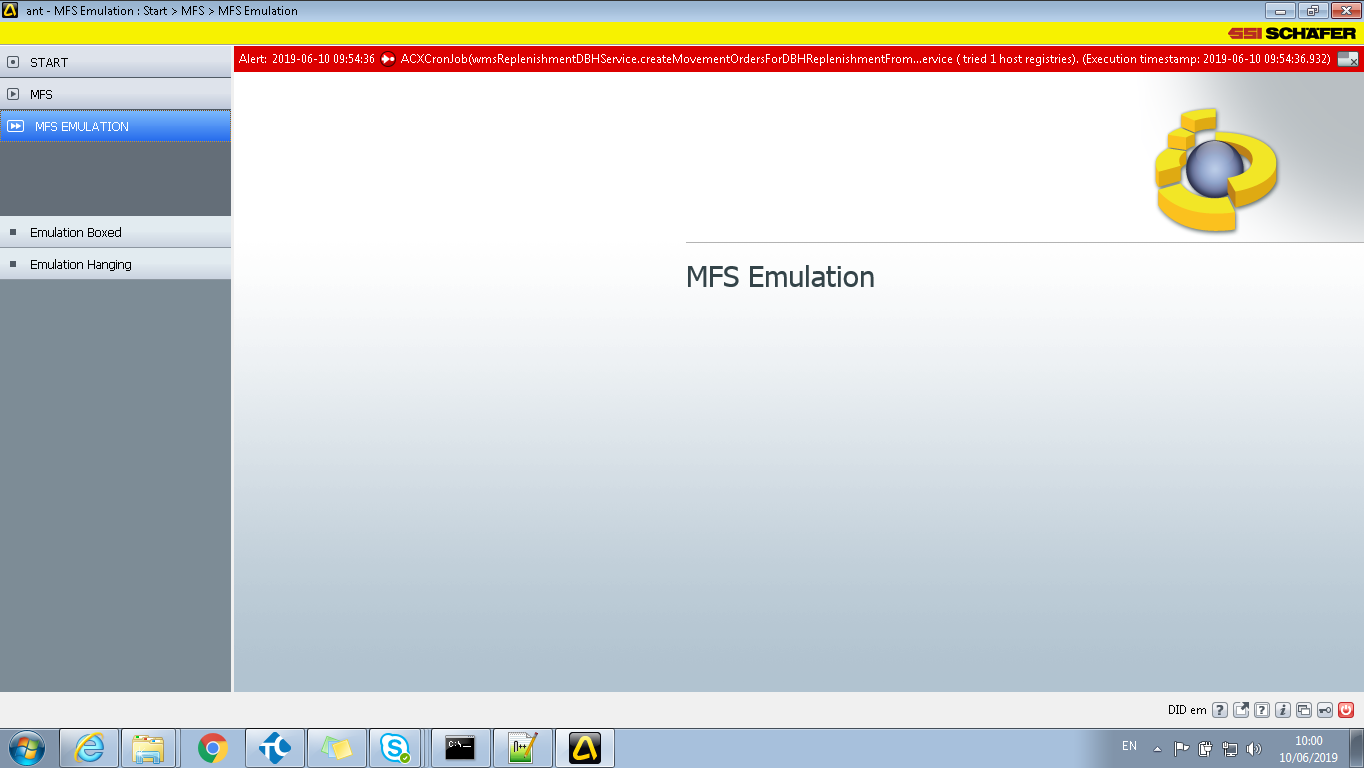 ant - MFS Emulation : Start > MFS > MFS Emulation
SSI SCHÄFER
START
Alert: 2019-06-10 09:54:36 ACXCronJob(wmsReplenishmentDBHService.createMovementOrdersForDBHReplenishmentFrom...ervice ( tried 1 host registries). (Execution timestamp: 2019-06-10 09:54:36.932)
MFS
MFS EMULATION
Emulation Boxed
Emulation Hanging
MFS Emulation
DID em
C:\_
N++
EN
10:00
10/06/2019